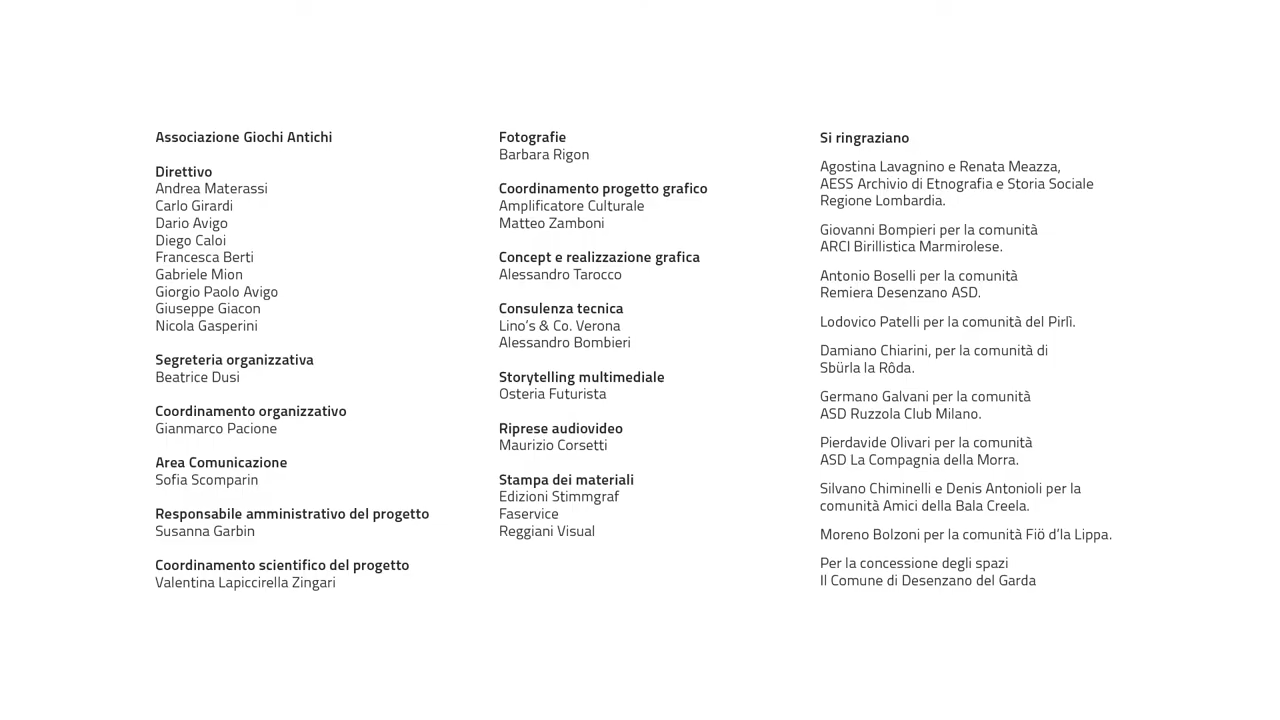 Associazione Giochi Antichi
Direttivo
Andrea Materassi
Carlo Girardi
Dario Avigo
Diego Caloi
Francesca Berti
Gabriele Mion
Giorgio Paolo Avigo
Giuseppe Giacon
Nicola Gasperini
Segreteria organizzativa
Beatrice Dusi
Coordinamento organizzativo
Gianmarco Pacione
Area Comunicazione
Sofia Scomparin
Responsabile amministrativo del progetto
Susanna Garbin
Coordinamento scientifico del progetto
Valentina Lapiccirella Zingari
Fotografie
Barbara Rigon
Coordinamento progetto grafico
Amplificatore Culturale
Matteo Zamboni
Concept e realizzazione grafica
Alessandro Tarocco
Consulenza tecnica
Lino's & Co. Verona
Alessandro Bombieri
Storytelling multimediale
Osteria Futurista
Riprese audiovideo
Maurizio Corsetti
Stampa dei materiali
Edizioni Stimmgraf
Faservice
Reggiani Visual
Si ringraziano
Agostina Lavagnino e Renata Meazza,
AESS Archivio di Etnografia e Storia Sociale
Regione Lombardia.
Giovanni Bompieri per la comunità
ARCI Birillistica Marmirolese.
Antonio Boselli per la comunità
Remiera Desenzano ASD.
Lodovico Patelli per la comunità del Pirlì.
Damiano Chiarini, per la comunità di
Sbürla la Rôda.
Germano Galvani per la comunità
ASD Ruzzola Club Milano.
Pierdavide Olivari per la comunità
ASD La Compagnia della Morra.
Silvano Chiminelli e Denis Antonioli per la
comunità Amici della Bala Creela.
Moreno Bolzoni per la comunità Fiö d'la Lippa.
Per la concessione degli spazi
Il Comune di Desenzano del Garda